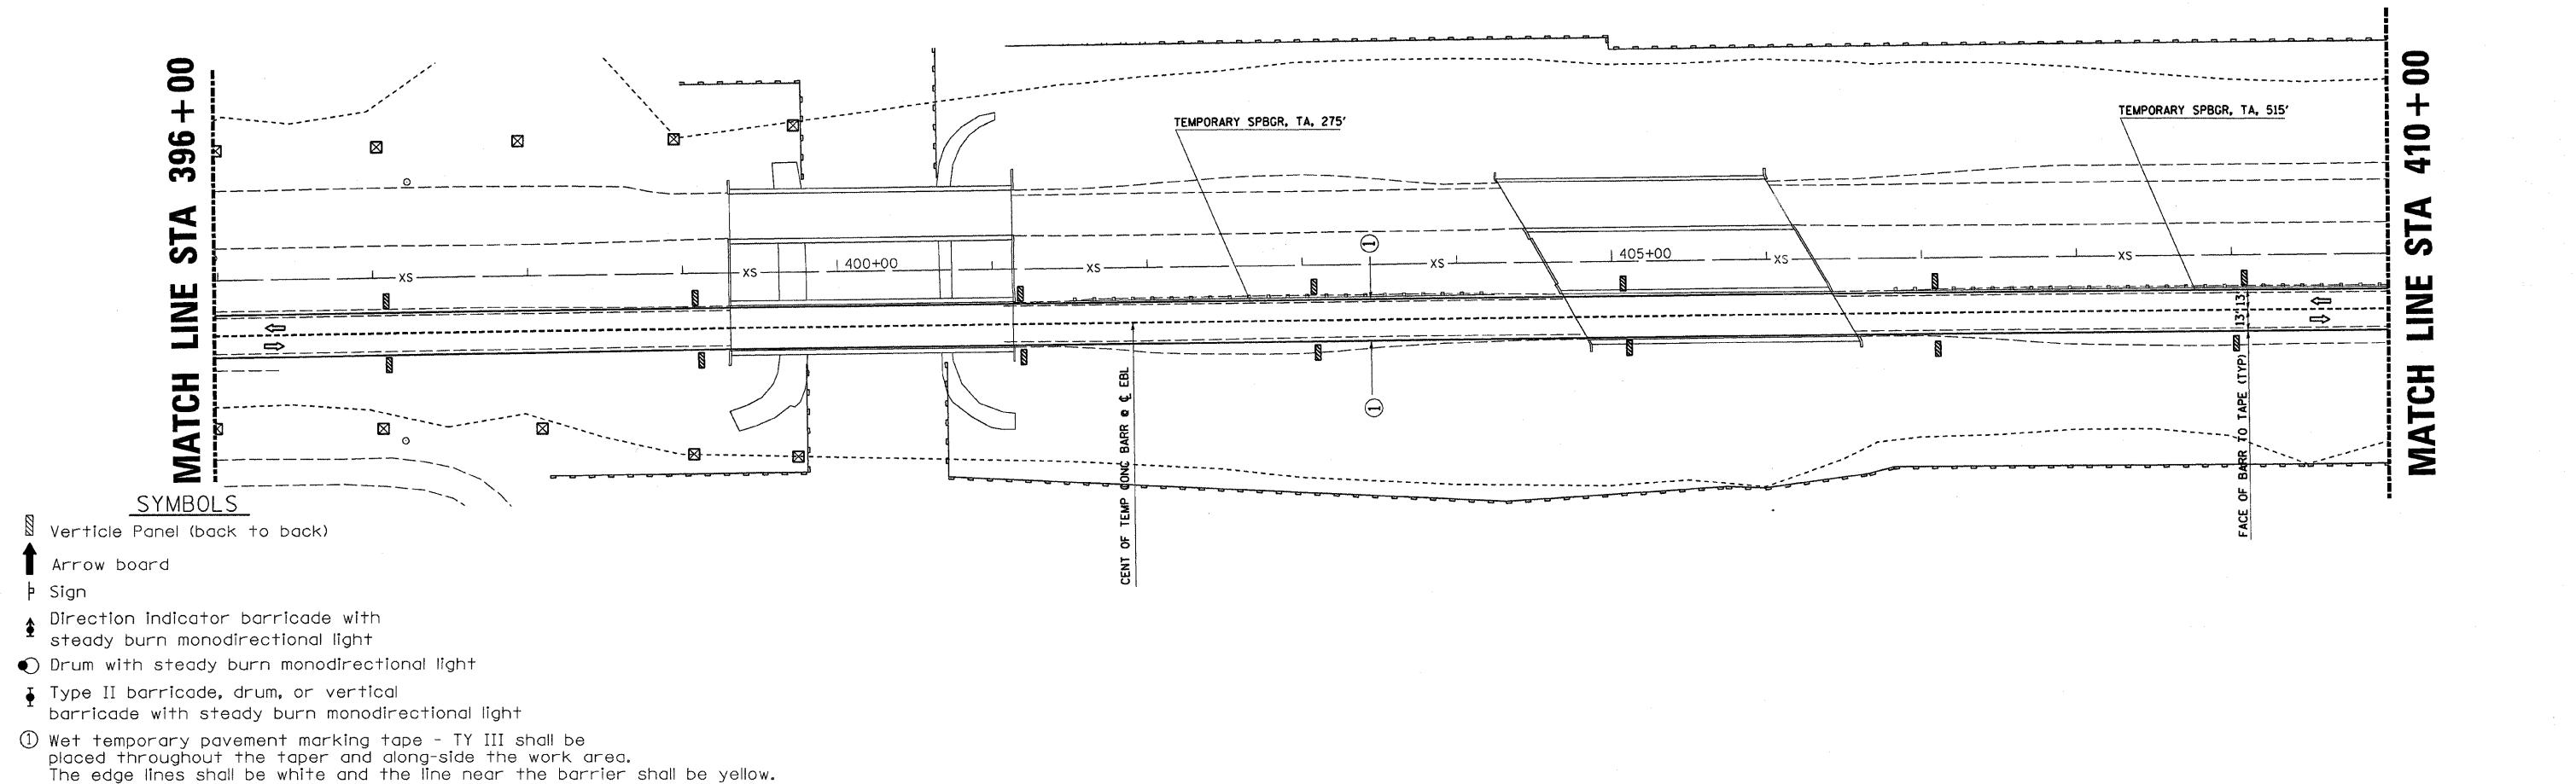 MATCH LINE STA 396+00
TEMPORARY SPBGR, TA, 275'
TEMPORARY SPBGR, TA, 515'
MATCH LINE STA 410+00
1
400+00
405+00
XS
XS
XS
XS
XS
XS
13'
13'
1
CENT OF TEMP CONC BARR @ ℄ EBL
FACE OF BARR TO TAPE (TYP)
SYMBOLS
Verticle Panel (back to back)
Arrow board
Sign
Direction indicator barricade with
steady burn monodirectional light
Drum with steady burn monodirectional light
Type II barricade, drum, or vertical
barricade with steady burn monodirectional light
1 Wet temporary pavement marking tape - TY III shall be
placed throughout the taper and along-side the work area.
The edge lines shall be white and the line near the barrier shall be yellow.